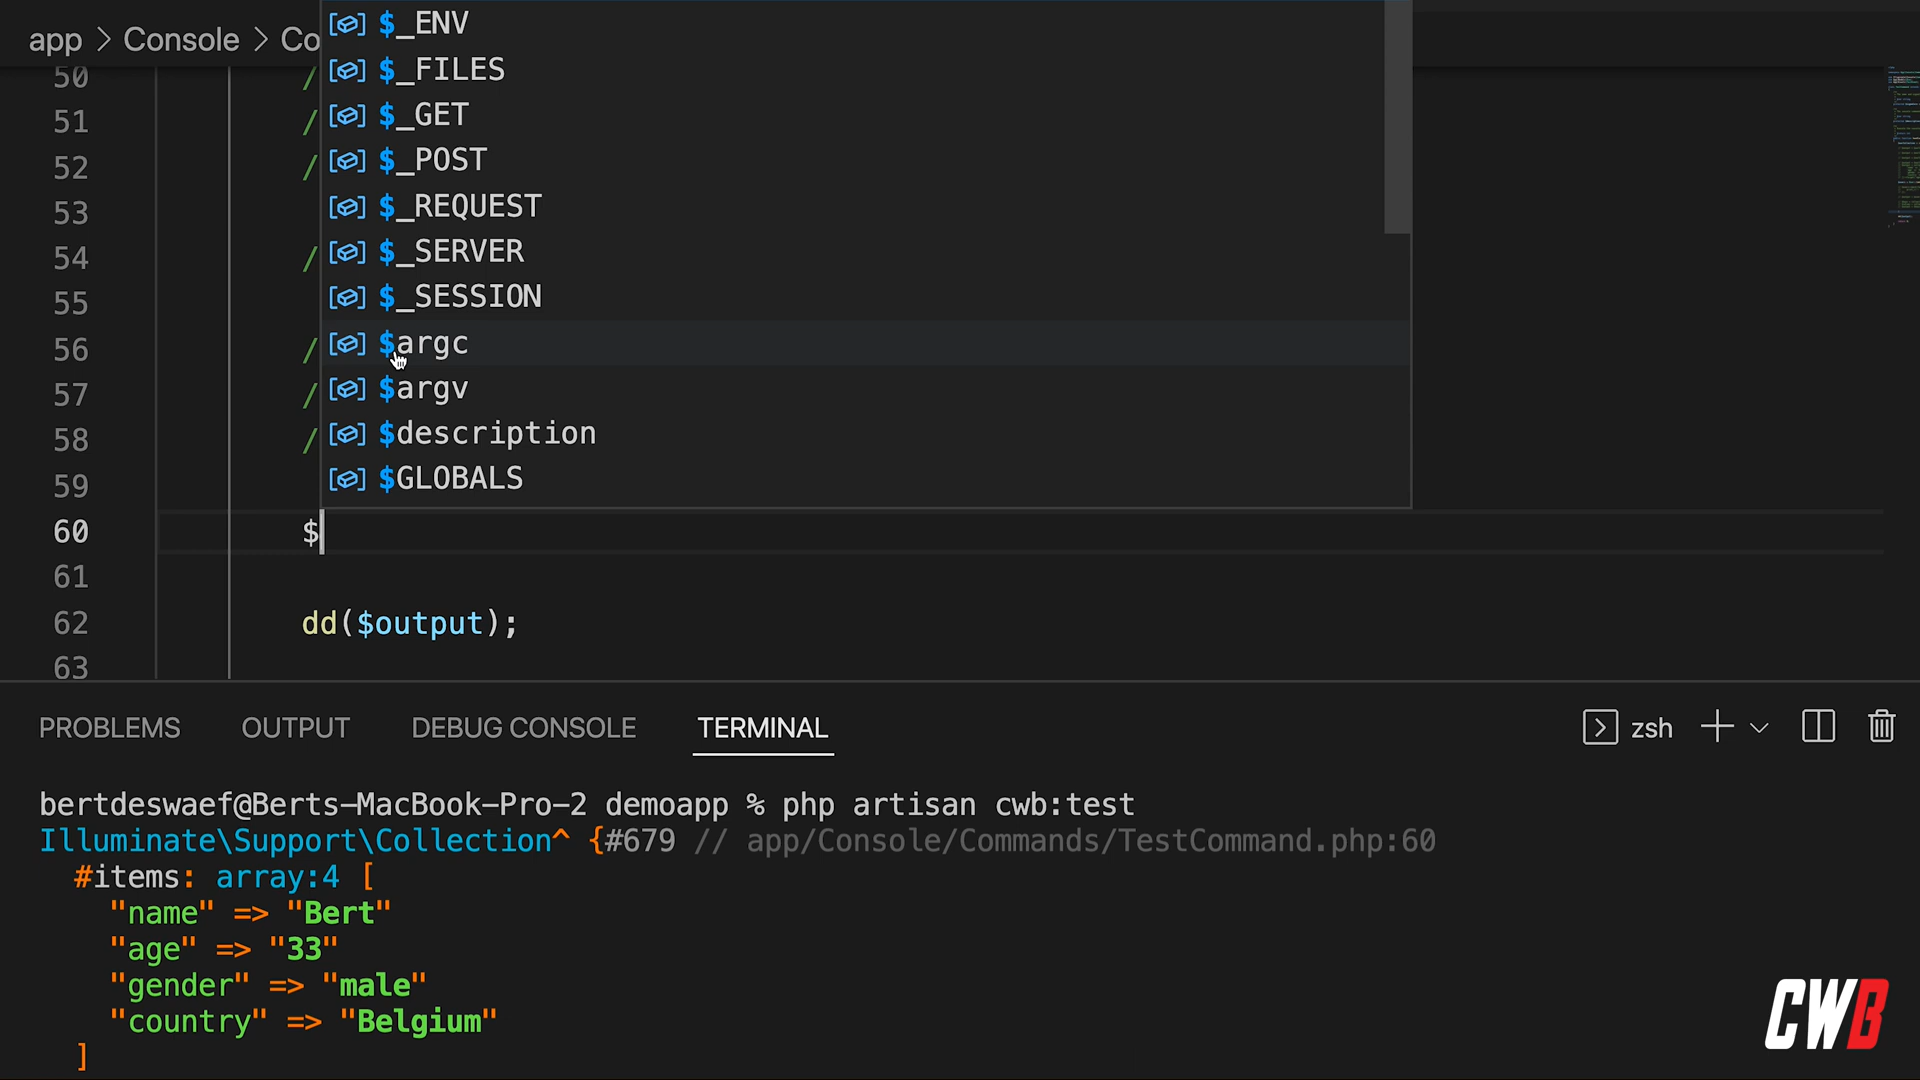 app > Console > Co
50 /
51 /
52 /
53
54 /
55
56 /
57 /
58 /
59
60 $
61
62 dd($output);
63
$_ENV
$_FILES
$_GET
$_POST
$_REQUEST
$_SERVER
$_SESSION
$argc
$argv
$description
$GLOBALS
PROBLEMS OUTPUT DEBUG CONSOLE TERMINAL zsh
bertdeswaef@Berts-MacBook-Pro-2 demoapp % php artisan cwb:test
Illuminate\Support\Collection^ {#679 // app/Console/Commands/TestCommand.php:60
#items: array:4 [
"name" => "Bert"
"age" => "33"
"gender" => "male"
"country" => "Belgium"
]
CWB